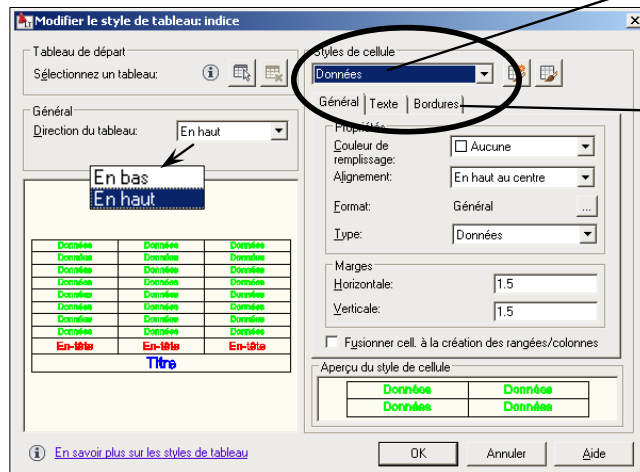 Modifier le style de tableau: indice
Tableau de départ
Sélectionnez un tableau:
Général
Direction du tableau:
En haut
En bas
En haut
Données Données Données
Données Données Données
Données Données Données
Données Données Données
Données Données Données
Données Données Données
Données Données Données
Données Données Données
En-tête En-tête En-tête
Titre
En savoir plus sur les styles de tableau
Styles de cellule
Données
Général Texte Bordures
Propriétés
Couleur de
remplissage:
Aucune
Alignement:
En haut au centre
Format:
Général
...
Type:
Données
Marges
Horizontale:
1.5
Verticale:
1.5
Fusionner cell. à la création des rangées/colonnes
Aperçu du style de cellule
Données Données
Données Données
OK
Annuler
Aide